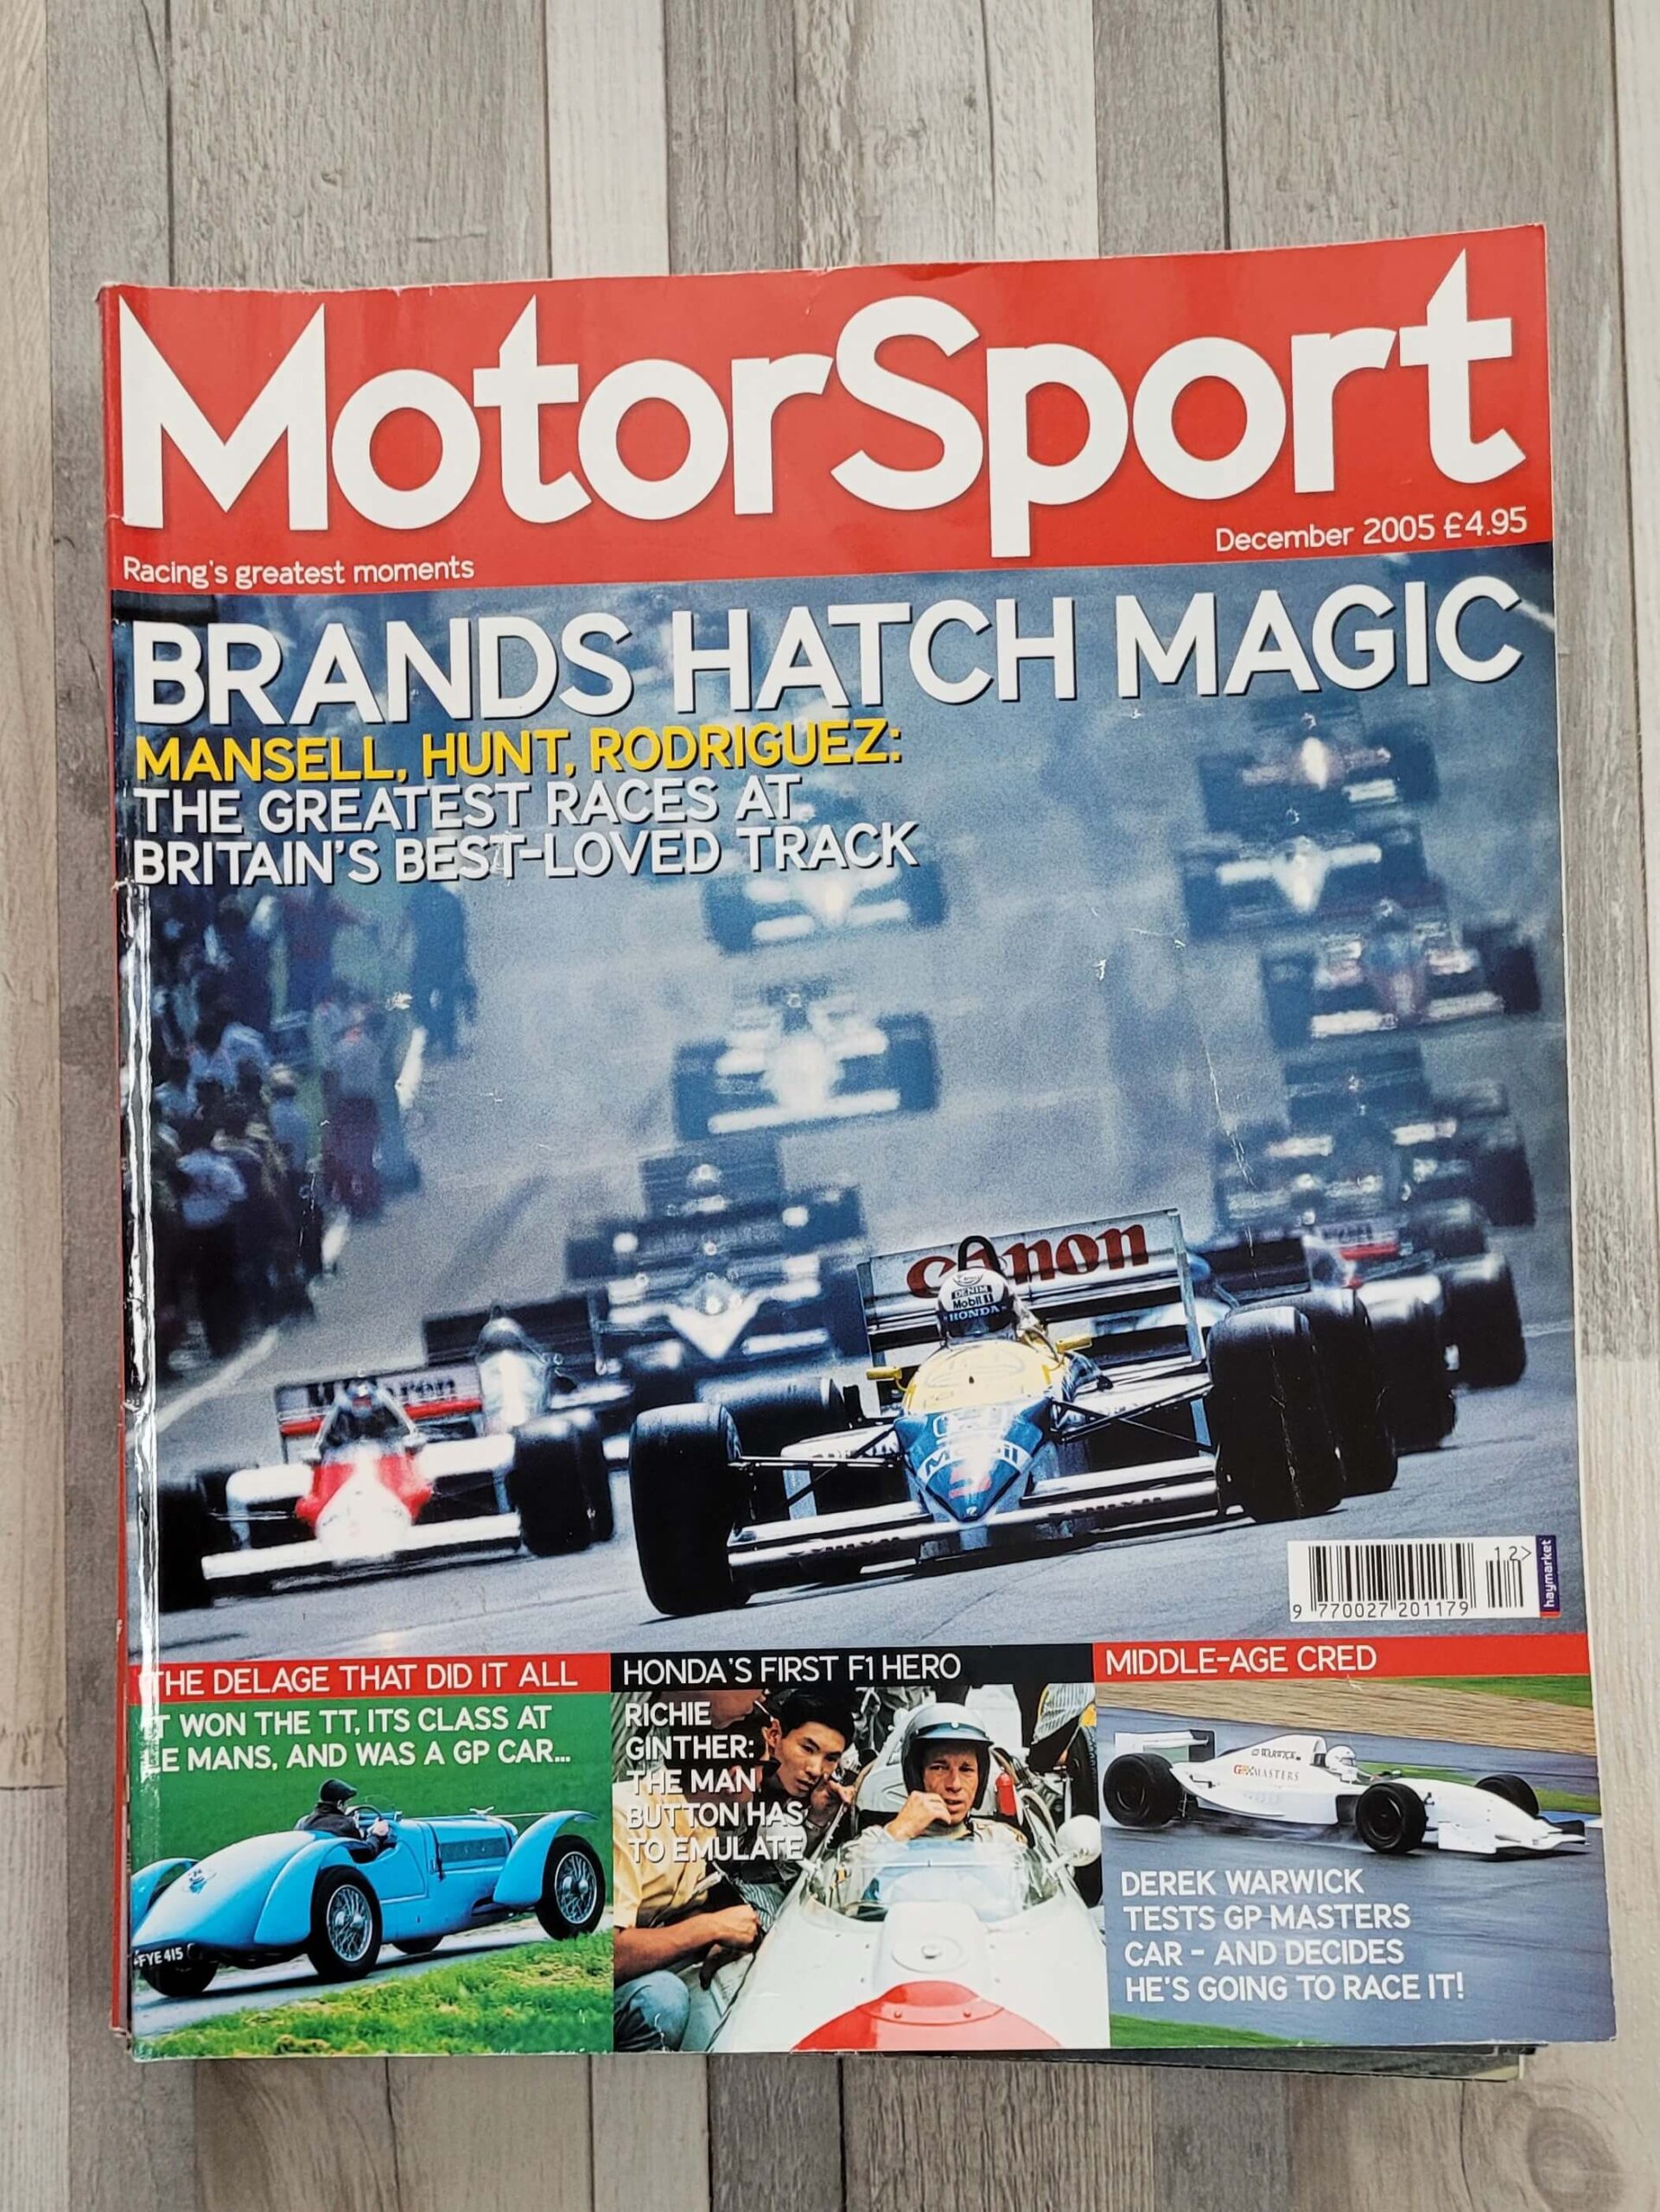 MotorSport
Racing's greatest moments
December 2005 £4.95
BRANDS HATCH MAGIC
MANSELL, HUNT, RODRIGUEZ:
THE GREATEST RACES AT
BRITAIN'S BEST-LOVED TRACK
Canon
DENIM
Mobil 1
HONDA
Mobil
12>
9 770027 201179
haymarket
THE DELAGE THAT DID IT ALL
IT WON THE TT, ITS CLASS AT
LE MANS, AND WAS A GP CAR...
FYE 415
HONDA'S FIRST F1 HERO
RICHIE
GINTHER:
THE MAN
BUTTON HAS
TO EMULATE
MIDDLE-AGE CRED
D WARWICK
GP MASTERS
DEREK WARWICK
TESTS GP MASTERS
CAR - AND DECIDES
HE'S GOING TO RACE IT!